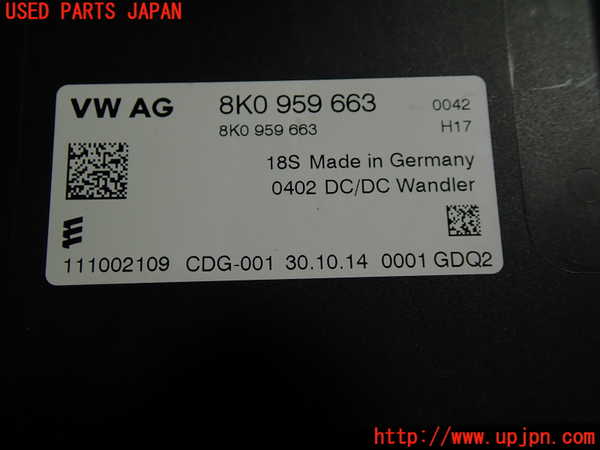 USED PARTS JAPAN
VW AG 8K0 959 663 0042
8K0 959 663 H17
18S Made in Germany
0402 DC/DC Wandler
111002109 CDG-001 30.10.14 0001 GDQ2
http://www.upjpn.com/